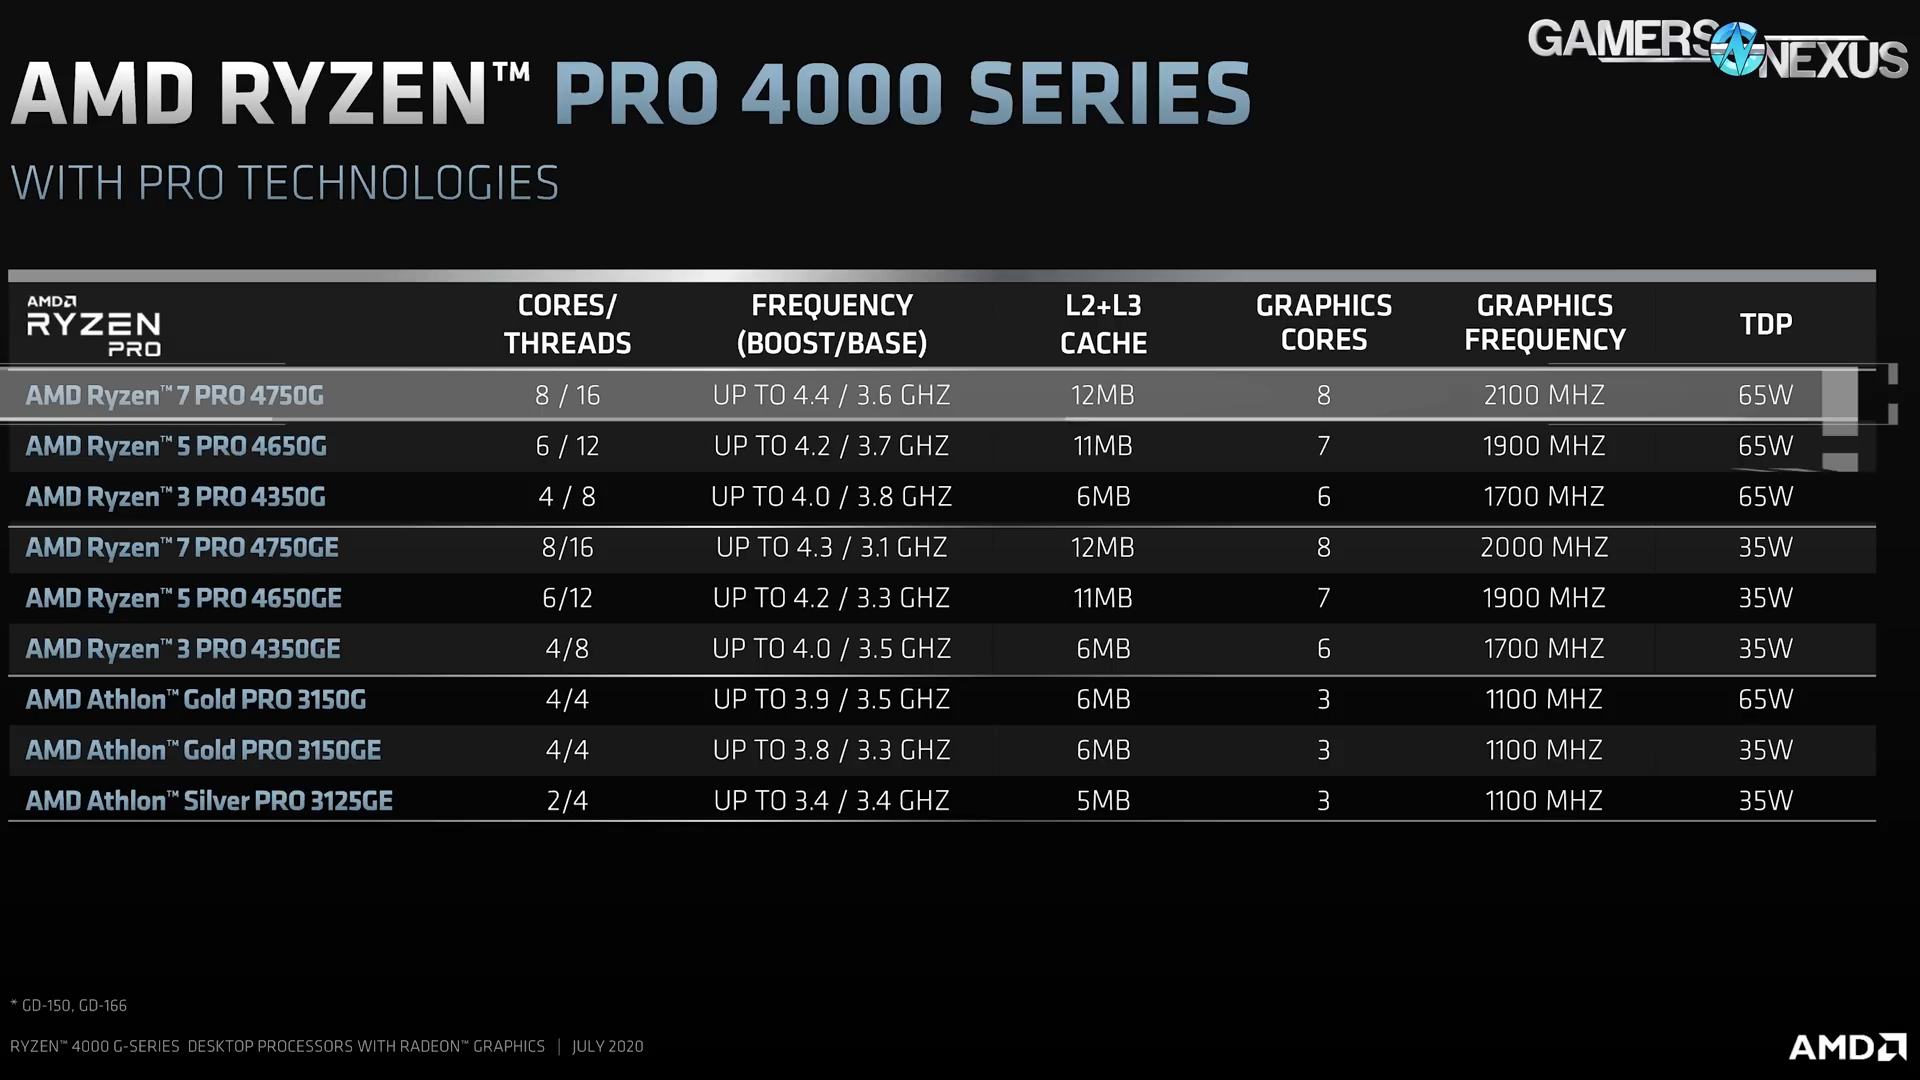 GAMERS NEXUS
AMD RYZEN™ PRO 4000 SERIES
WITH PRO TECHNOLOGIES
AMD RYZEN PRO CORES/THREADS FREQUENCY (BOOST/BASE) L2+L3 CACHE GRAPHICS CORES GRAPHICS FREQUENCY TDP
AMD Ryzen™ 7 PRO 4750G 8 / 16 UP TO 4.4 / 3.6 GHZ 12MB 8 2100 MHZ 65W
AMD Ryzen™ 5 PRO 4650G 6 / 12 UP TO 4.2 / 3.7 GHZ 11MB 7 1900 MHZ 65W
AMD Ryzen™ 3 PRO 4350G 4 / 8 UP TO 4.0 / 3.8 GHZ 6MB 6 1700 MHZ 65W
AMD Ryzen™ 7 PRO 4750GE 8/16 UP TO 4.3 / 3.1 GHZ 12MB 8 2000 MHZ 35W
AMD Ryzen™ 5 PRO 4650GE 6/12 UP TO 4.2 / 3.3 GHZ 11MB 7 1900 MHZ 35W
AMD Ryzen™ 3 PRO 4350GE 4/8 UP TO 4.0 / 3.5 GHZ 6MB 6 1700 MHZ 35W
AMD Athlon™ Gold PRO 3150G 4/4 UP TO 3.9 / 3.5 GHZ 6MB 3 1100 MHZ 65W
AMD Athlon™ Gold PRO 3150GE 4/4 UP TO 3.8 / 3.3 GHZ 6MB 3 1100 MHZ 35W
AMD Athlon™ Silver PRO 3125GE 2/4 UP TO 3.4 / 3.4 GHZ 5MB 3 1100 MHZ 35W
* GD-150, GD-166
RYZEN™ 4000 G-SERIES DESKTOP PROCESSORS WITH RADEON™ GRAPHICS | JULY 2020
AMD